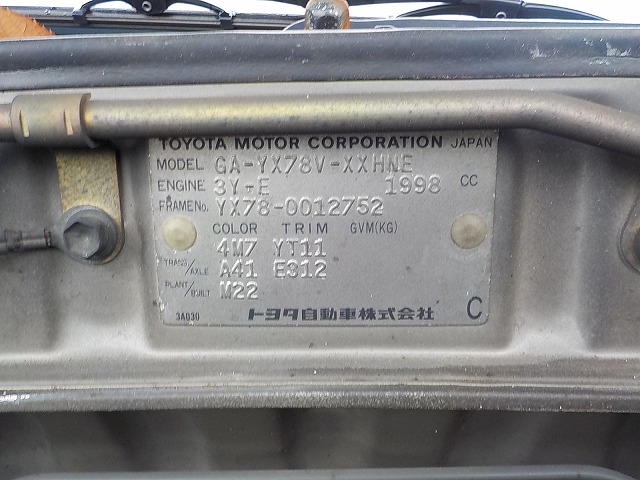 TOYOTA MOTOR CORPORATION JAPAN
MODEL GA-YX78V-XXHNE
ENGINE 3Y-E 1998 CC
FRAME No. YX78-0012752
COLOR TRIM GVM(KG)
4M7 YT11
TRANS/AXLE A41 E312
PLANT/BUILT M22
3A030 トヨタ自動車株式会社 C